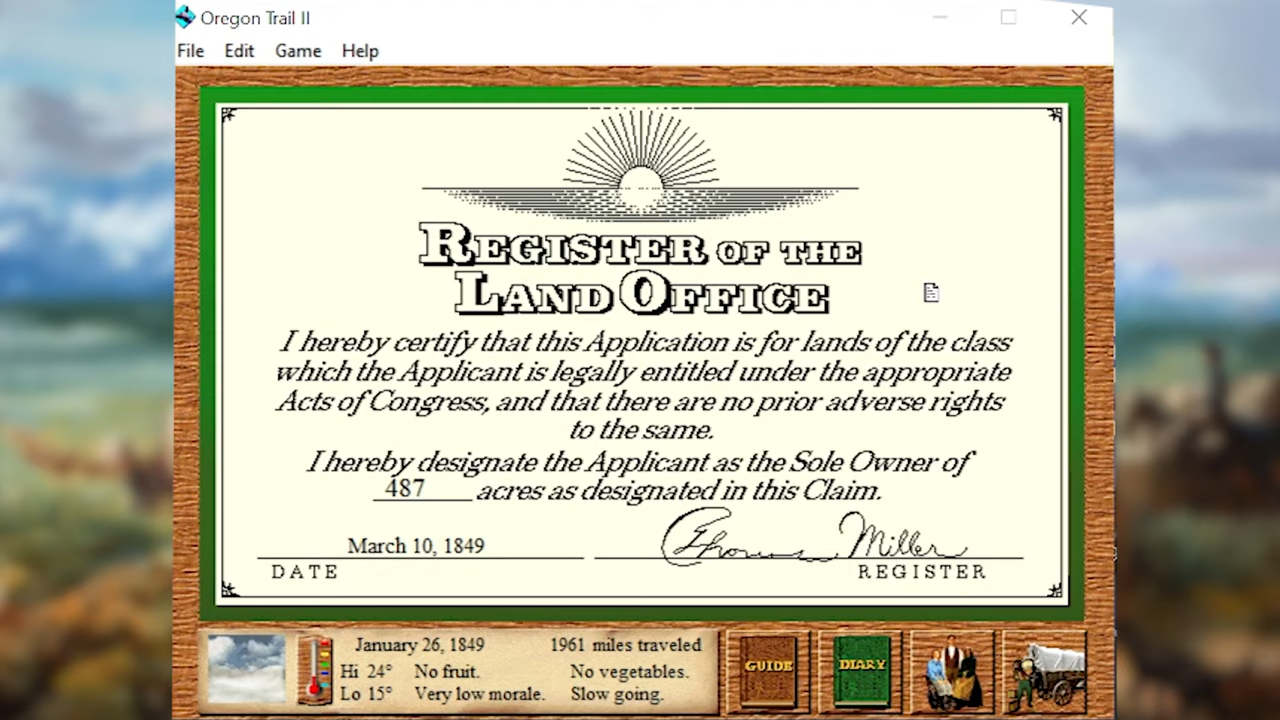 Oregon Trail II
File Edit Game Help
REGISTER OF THE
LAND OFFICE
I hereby certify that this Application is for lands of the class
which the Applicant is legally entitled under the appropriate
Acts of Congress, and that there are no prior adverse rights
to the same.
I hereby designate the Applicant as the Sole Owner of
487 acres as designated in this Claim.
March 10, 1849 Thomas Miller
DATE REGISTER
January 26, 1849 1961 miles traveled
Hi 24° No fruit. No vegetables.
Lo 15° Very low morale. Slow going.
GUIDE DIARY